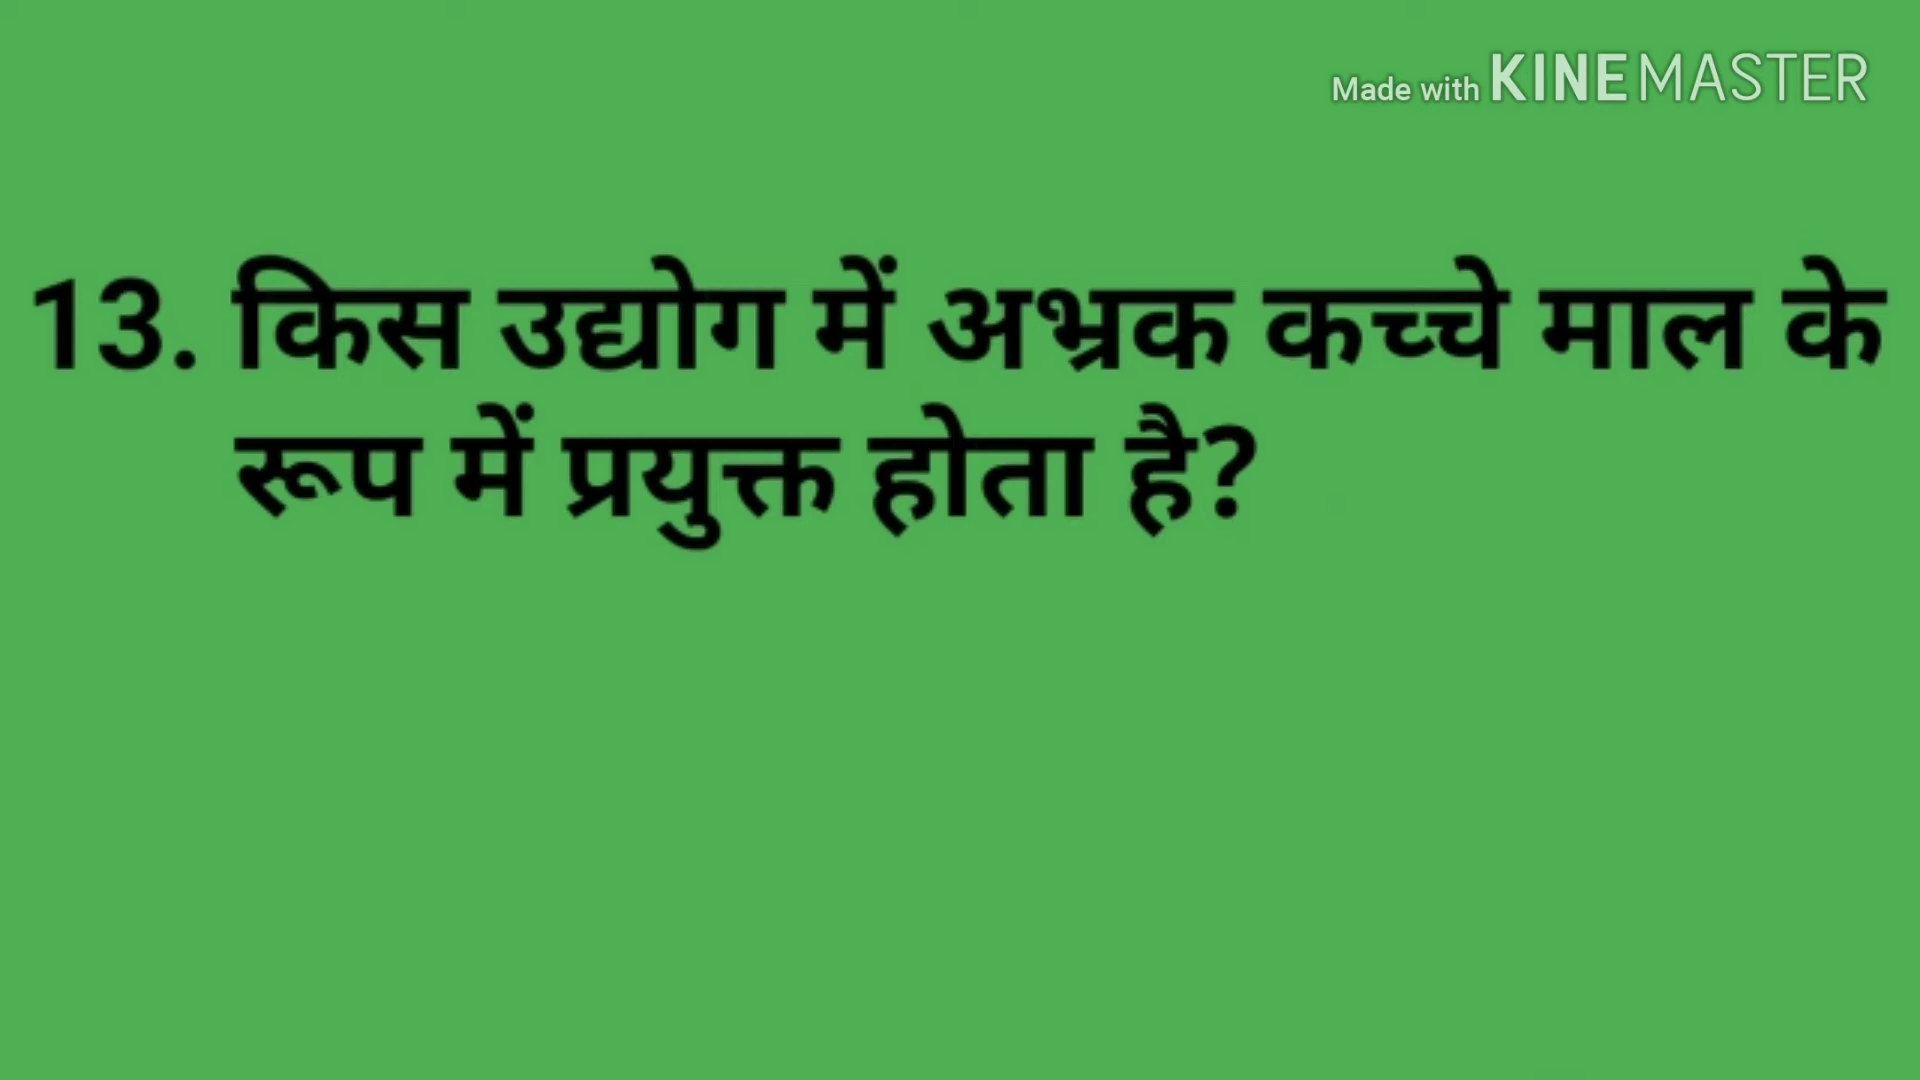 Made with KINEMASTER
13. किस उद्योग में अभ्रक कच्चे माल के
रूप में प्रयुक्त होता है?